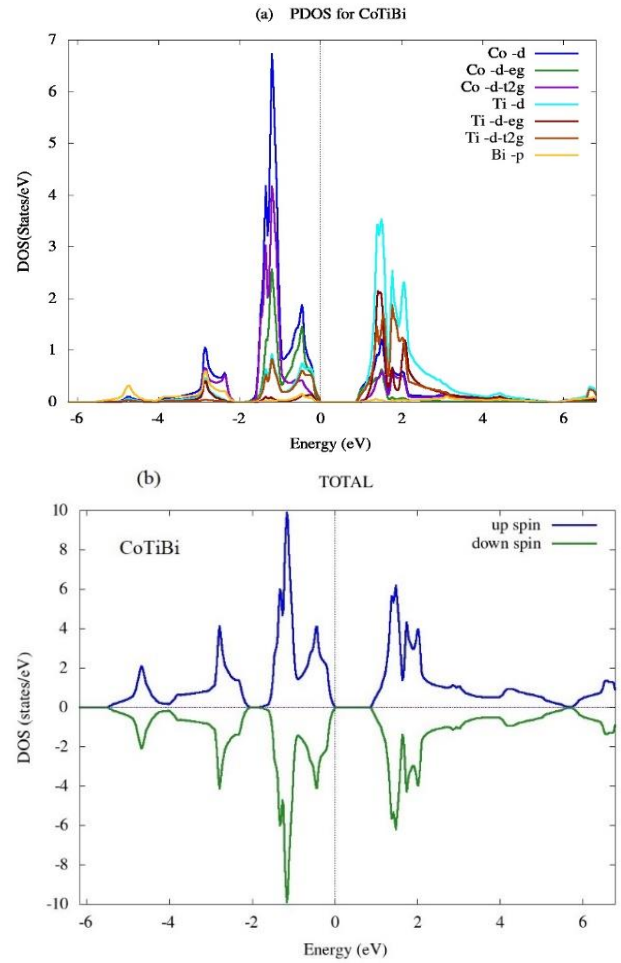 (a) PDOS for CoTiBi
7
6
5
4
3
2
1
0
DOS(States/eV)
Co -d
Co -d-eg
Co -d-t2g
Ti -d
Ti -d-eg
Ti -d-t2g
Bi -p
-6 -4 -2 0 2 4 6
Energy (eV)
(b) TOTAL
10
8
6
4
2
0
-2
-4
-6
-8
-10
DOS (states/eV)
CoTiBi
up spin
down spin
-6 -4 -2 0 2 4 6
Energy (eV)